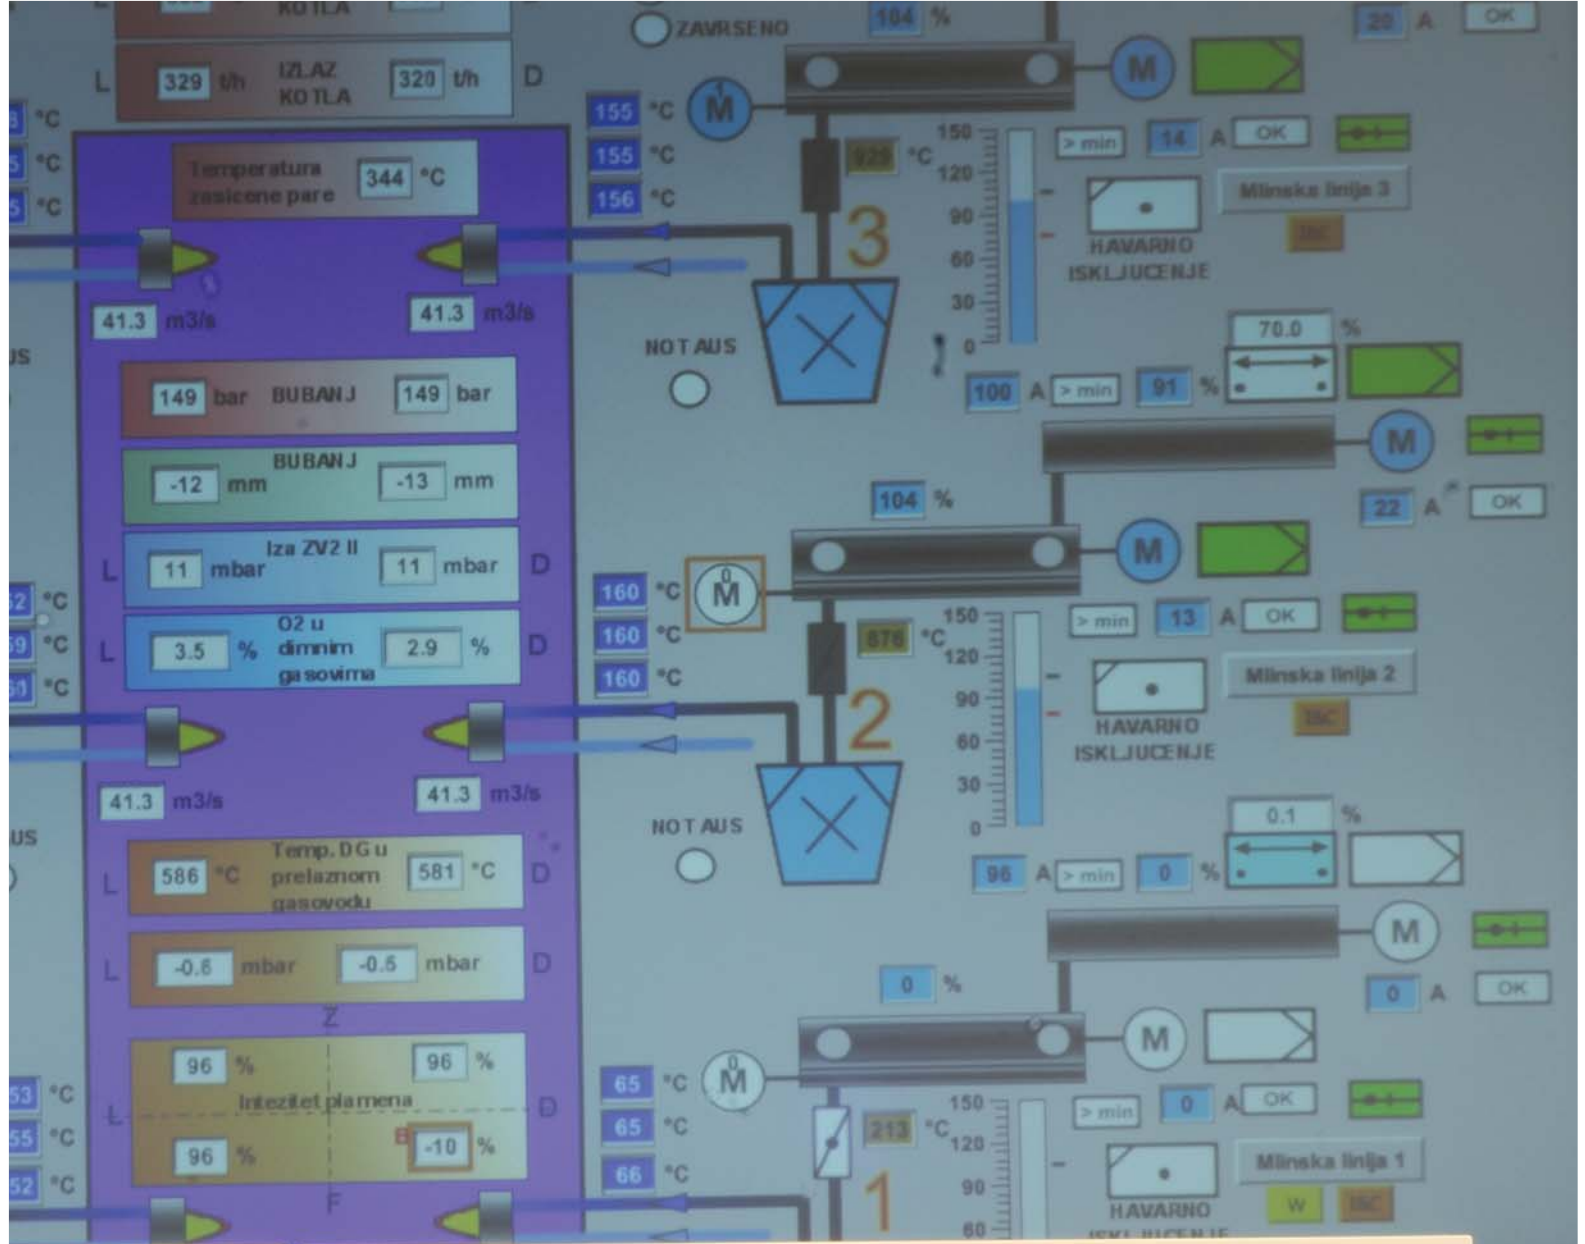 KOTLA
104 %
20 A OK
ZAVRSENO
L 329 t/h IZLAZ KOTLA 320 t/h D
M
M
°C
155 °C
155 °C
156 °C
929 °C
150
120
90
60
30
0
> min 14 A OK
Mlinska linija 3
HAVARNO
ISKLJUCENJE
3
Temperatura
zasicene pare 344 °C
°C
°C
41.3 m3/s
41.3 m3/s
NOT AUS
70.0 %
100 A > min 91 %
149 bar BUBANJ 149 bar
BUBANJ
-12 mm -13 mm
M
22 A OK
104 %
L 11 mbar Iza ZV2 II 11 mbar D
M
0
M
160 °C
160 °C
160 °C
°C
°C
°C
L 3.5 % O2 u
dimnim
gasovima 2.9 % D
876 °C
150
120
90
60
30
0
> min 13 A OK
Mlinska linija 2
HAVARNO
ISKLJUCENJE
2
41.3 m3/s
41.3 m3/s
NOT AUS
0.1 %
96 A > min 0 %
L 586 °C Temp. DG u
prelaznom
gasovodu 581 °C D
M
0 A OK
L -0.6 mbar mbar D
0 %
M
0
M
Z
96 % 96 %
L Intezitet plamena D
96 % B -10 %
F
65 °C
65 °C
66 °C
53 °C
55 °C
52 °C
213 °C
150
120
90
60
> min 0 A OK
Mlinska linija 1
W
HAVARNO
1